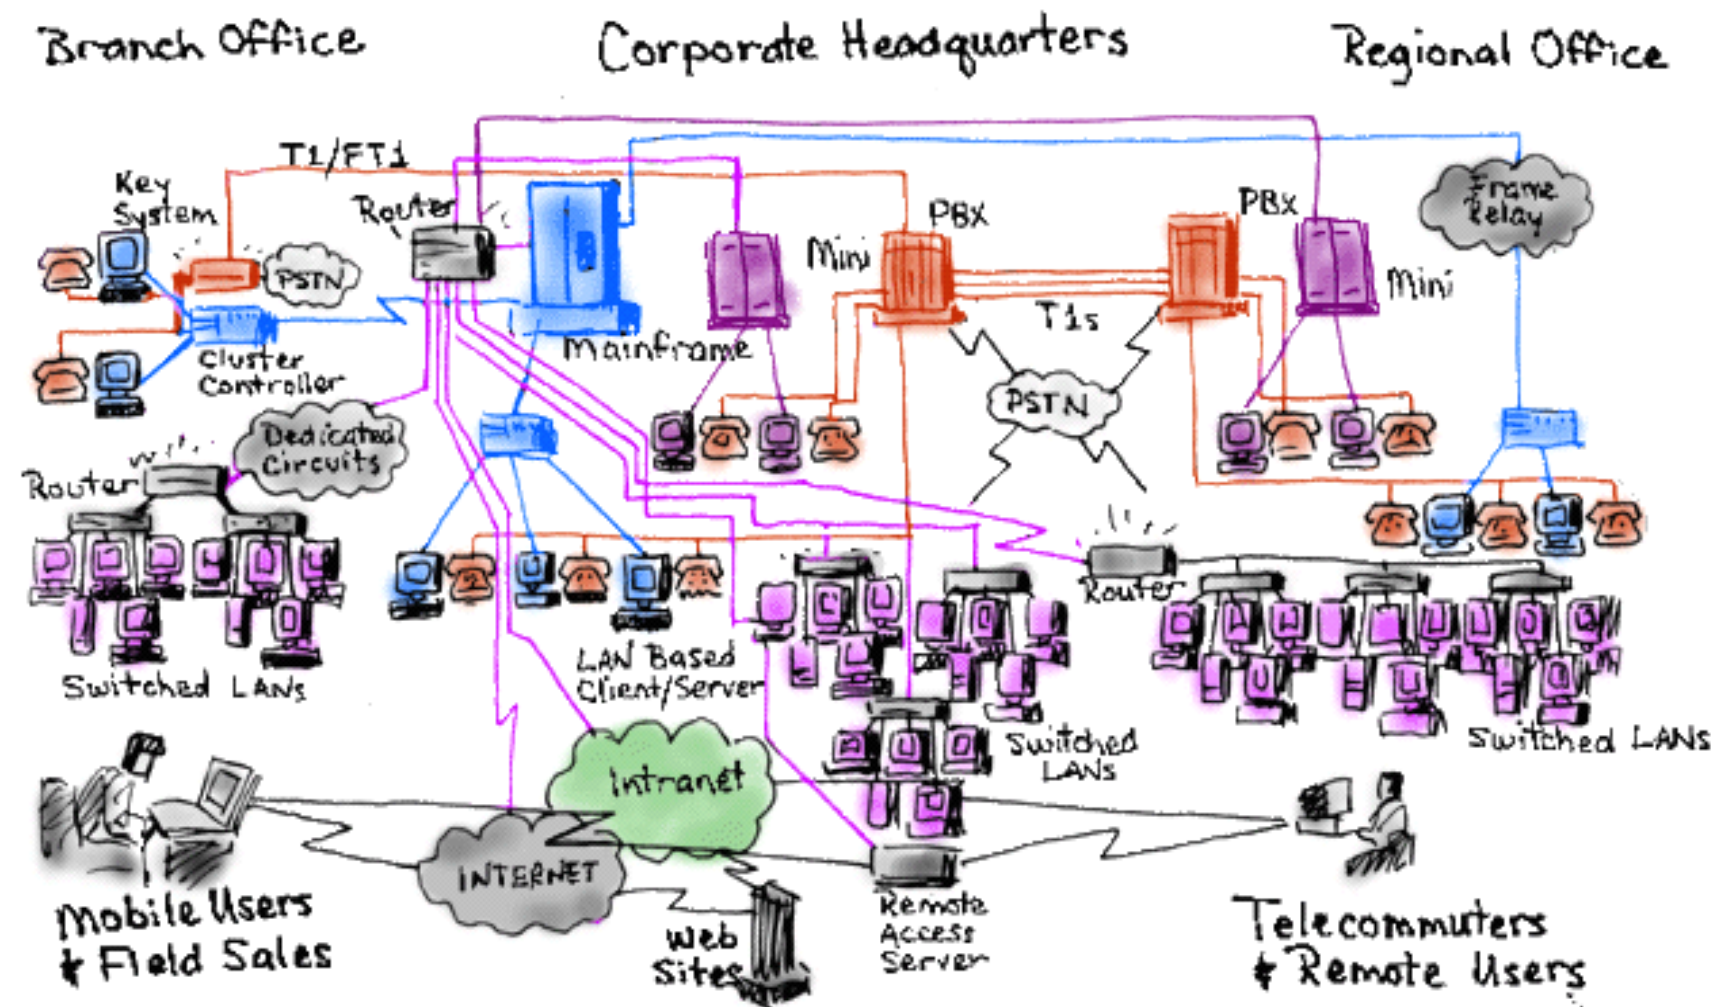 Branch Office
Corporate Headquarters
Regional Office
T1/FT1
Key
System
Router
PBX
PBX
Frame
Relay
PSTN
Mini
Mini
T1s
Mainframe
Cluster
Controller
PSTN
Dedicated
Circuits
Router
Router
LAN Based
Client/Server
Switched LANs
Switched
LANs
Switched LANs
Intranet
INTERNET
Mobile Users
& Field Sales
Web
Sites
Remote
Access
Server
Telecommuters
& Remote Users